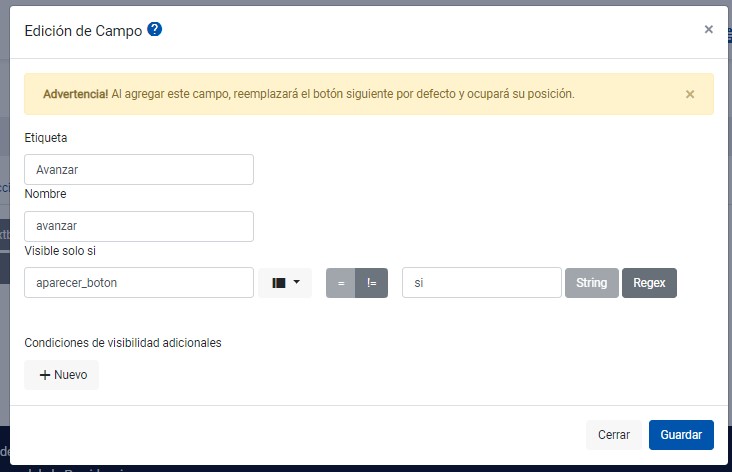 Edición de Campo ?
×
Advertencia! Al agregar este campo, reemplazará el botón siguiente por defecto y ocupará su posición. ×
Etiqueta
Avanzar
Nombre
avanzar
Visible solo si
aparecer_boton = != si String Regex
Condiciones de visibilidad adicionales
+ Nuevo
Cerrar Guardar